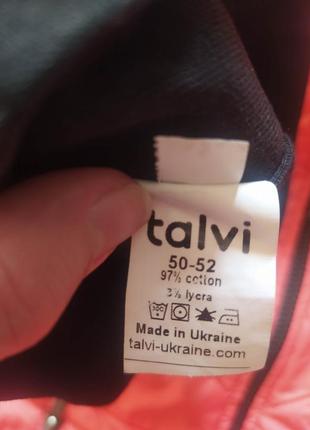 talvi
50-52
97% cotton
3% lycra
Made in Ukraine
talvi-ukraine.com